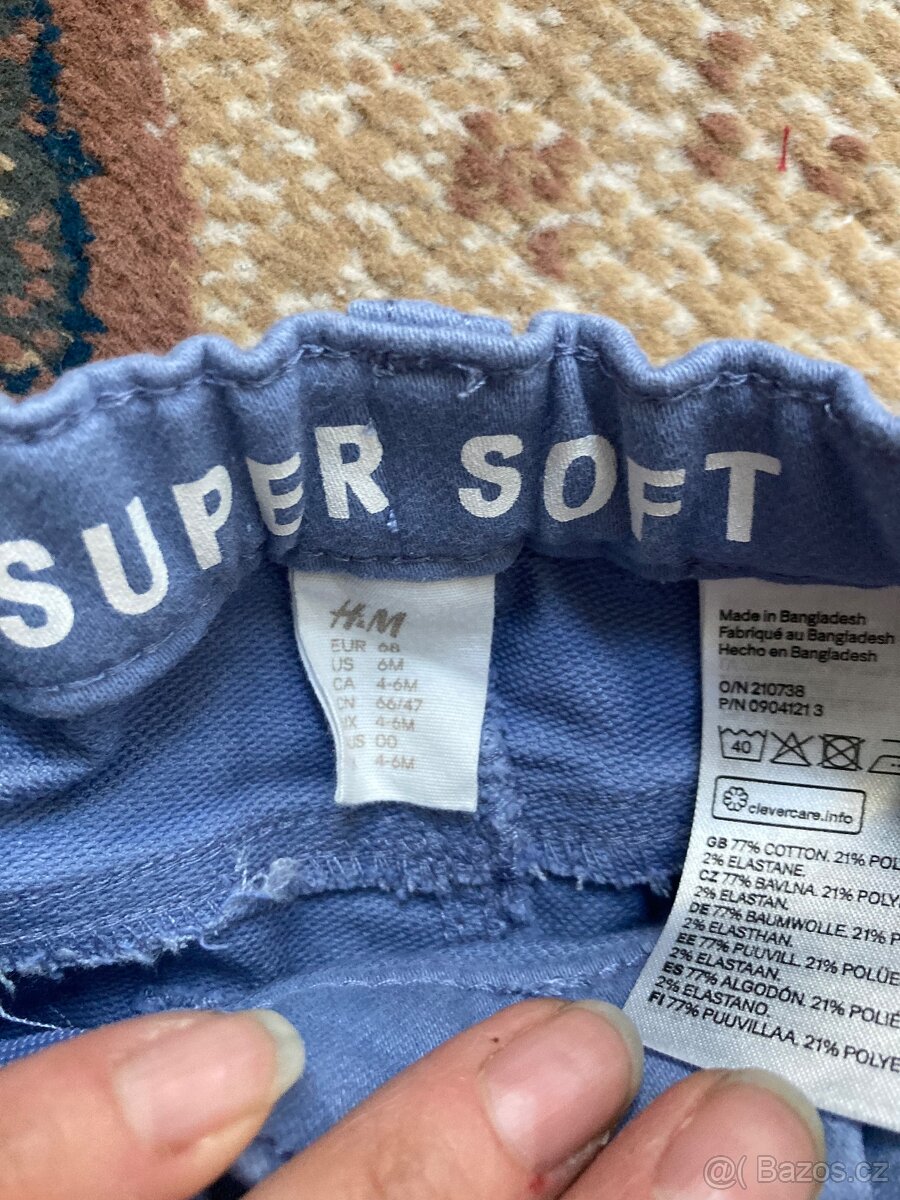 SUPER SOFT
H&M
EUR 68
US 6M
CA 4-6M
CN 66/47
MX 4-6M
US 00
4-6M
Made in Bangladesh
Fabriqué au Bangladesh
Hecho en Bangladesh
O/N 210738
P/N 0904121 3
40
clevercare.info
GB 77% COTTON. 21% POL
2% ELASTANE.
CZ 77% BAVLNA. 21% POLY
2% ELASTAN.
DE 77% BAUMWOLLE. 21% P
2% ELASTHAN.
EE 77% PUUVILL. 21% POLÜE
2% ELASTAAN.
ES 77% ALGODÓN. 21% POLIÉ
2% ELASTANO.
FI 77% PUUVILLAA. 21% POLYE
@( Bazos.cz